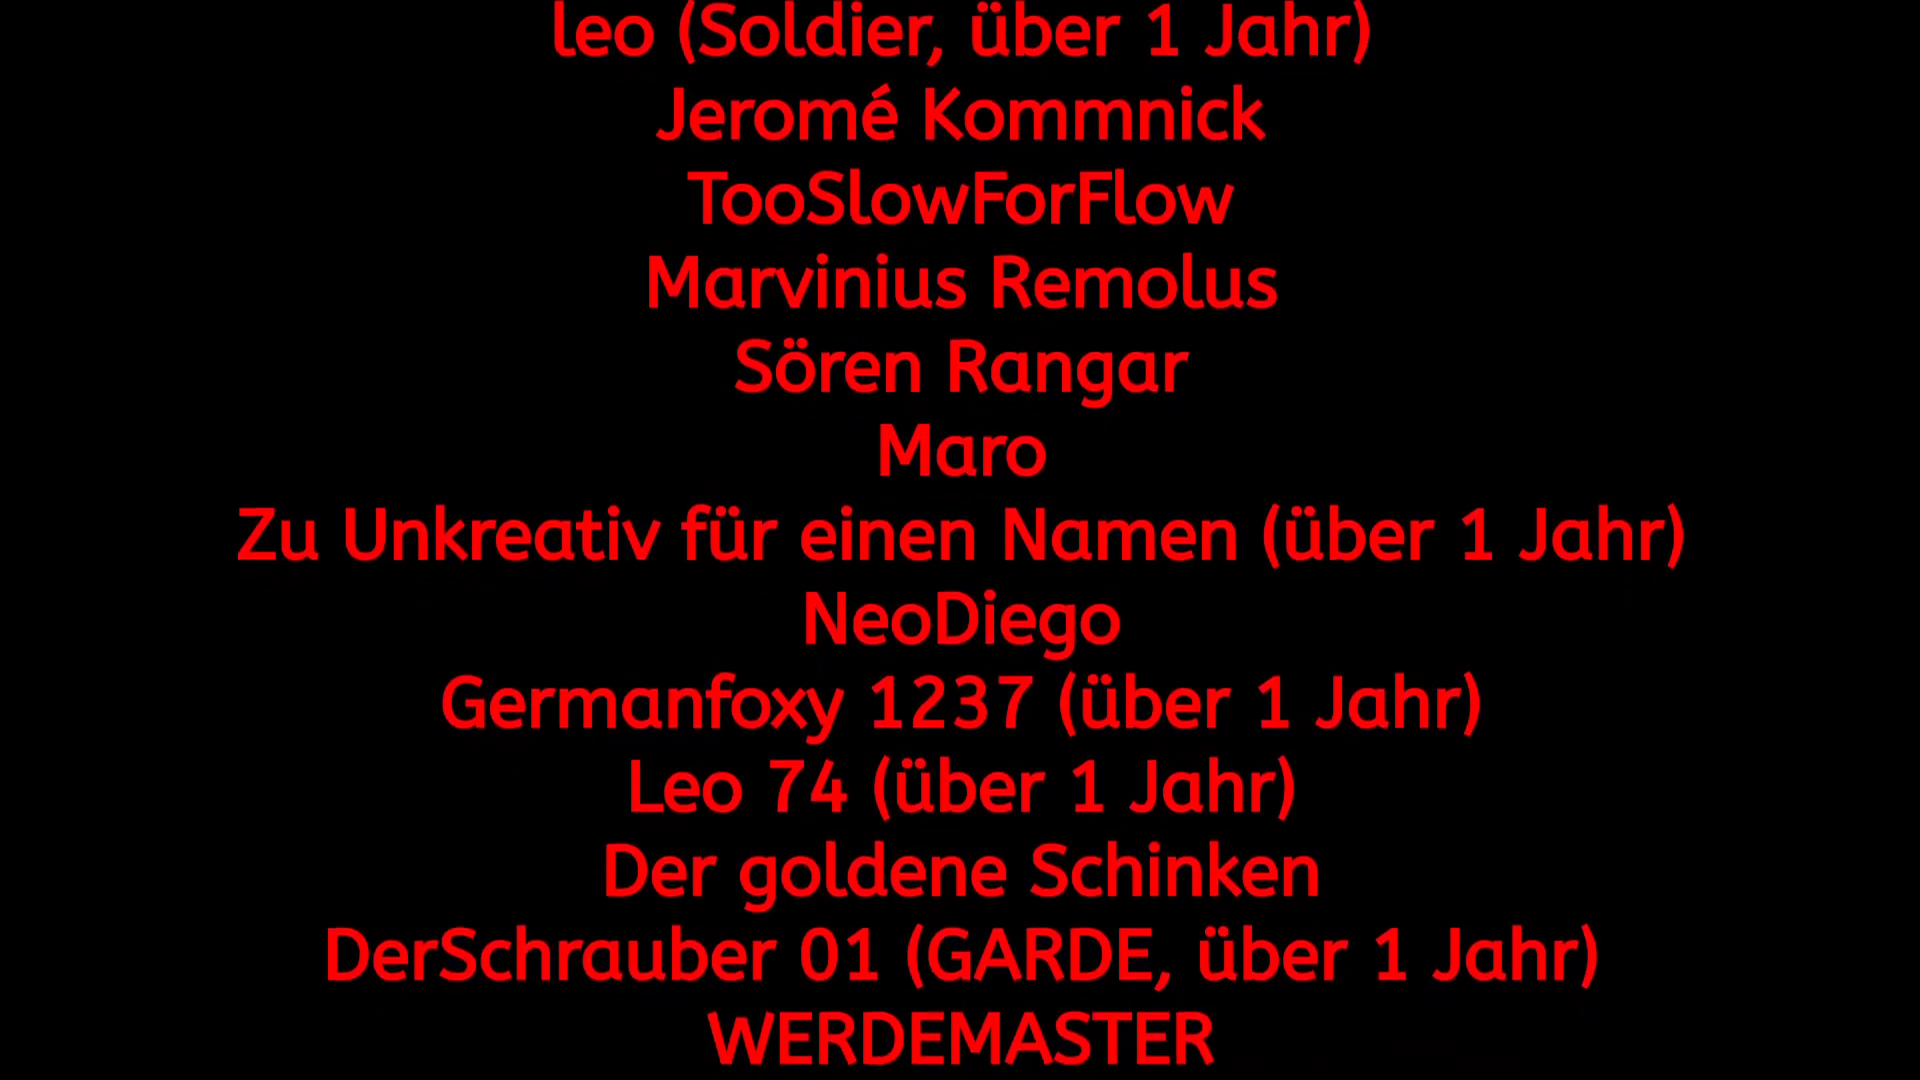 leo (Soldier, über 1 Jahr)
Jeromé Kommnick
TooSlowForFlow
Marvinius Remolus
Sören Rangar
Maro
Zu Unkreativ für einen Namen (über 1 Jahr)
NeoDiego
Germanfoxy 1237 (über 1 Jahr)
Leo 74 (über 1 Jahr)
Der goldene Schinken
DerSchrauber 01 (GARDE, über 1 Jahr)
WERDEMASTER